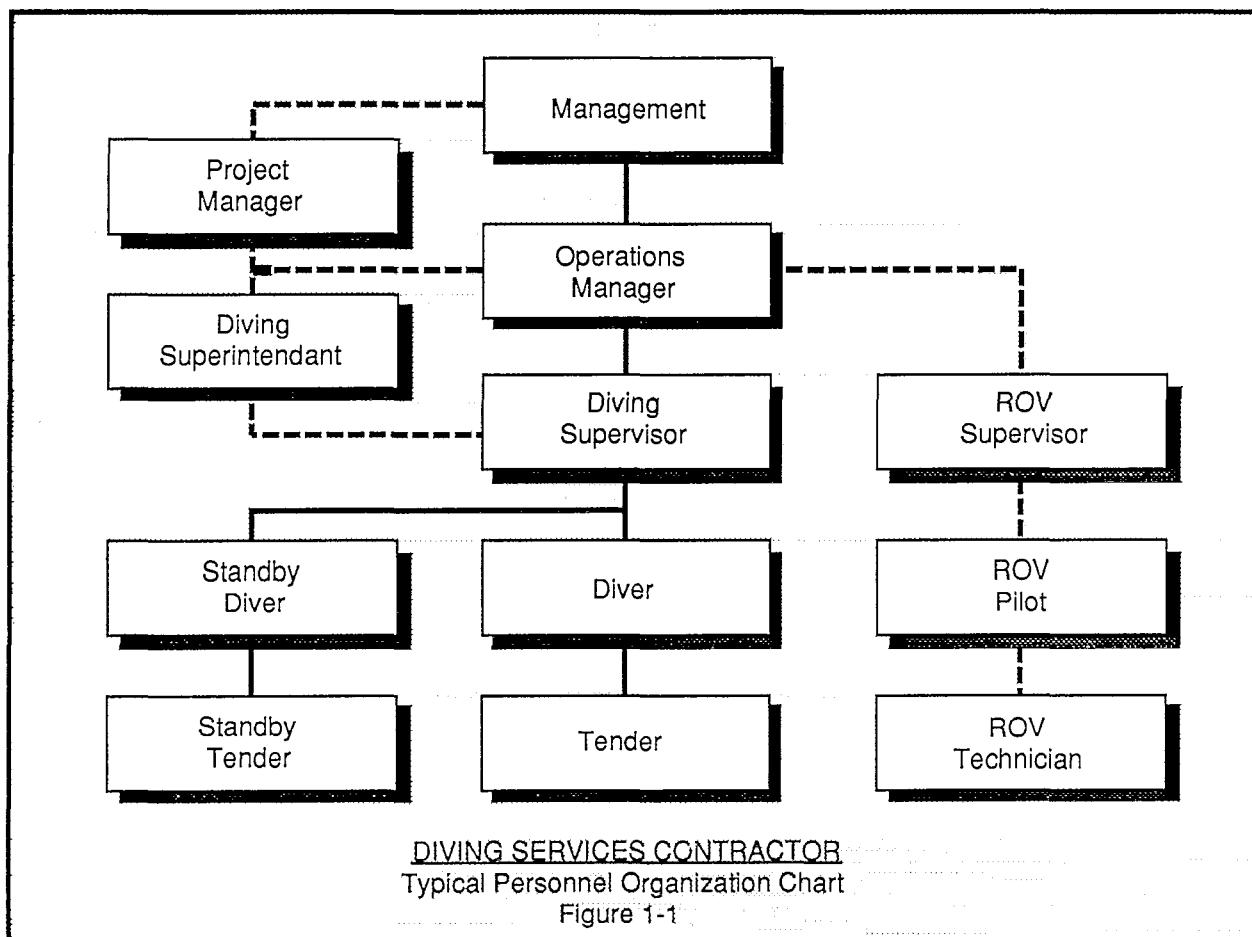 Management
Project
Manager
Operations
Manager
Diving
Superintendant
Diving
Supervisor
ROV
Supervisor
Standby
Diver
Diver
ROV
Pilot
Standby
Tender
Tender
ROV
Technician
DIVING SERVICES CONTRACTOR
Typical Personnel Organization Chart
Figure 1-1